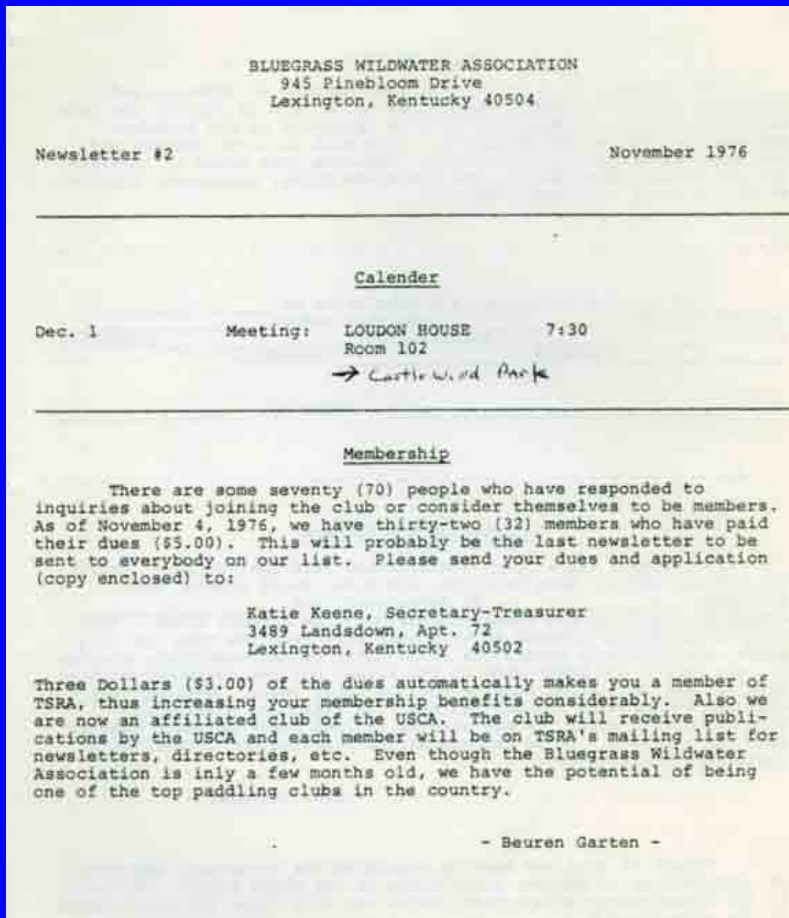 BLUEGRASS WILDWATER ASSOCIATION
945 Pinebloom Drive
Lexington, Kentucky 40504
Newsletter #2 November 1976
Calender
Dec. 1 Meeting: LOUDON HOUSE 7:30
Room 102
→ Castlewood Park
Membership
There are some seventy (70) people who have responded to
inquiries about joining the club or consider themselves to be members.
As of November 4, 1976, we have thirty-two (32) members who have paid
their dues ($5.00). This will probably be the last newsletter to be
sent to everybody on our list. Please send your dues and application
(copy enclosed) to:
Katie Keene, Secretary-Treasurer
3489 Landsdown, Apt. 72
Lexington, Kentucky 40502
Three Dollars ($3.00) of the dues automatically makes you a member of
TSRA, thus increasing your membership benefits considerably. Also we
are now an affiliated club of the USCA. The club will receive publi-
cations by the USCA and each member will be on TSRA's mailing list for
newsletters, directories, etc. Even though the Bluegrass Wildwater
Association is inly a few months old, we have the potential of being
one of the top paddling clubs in the country.
- Beuren Garten -